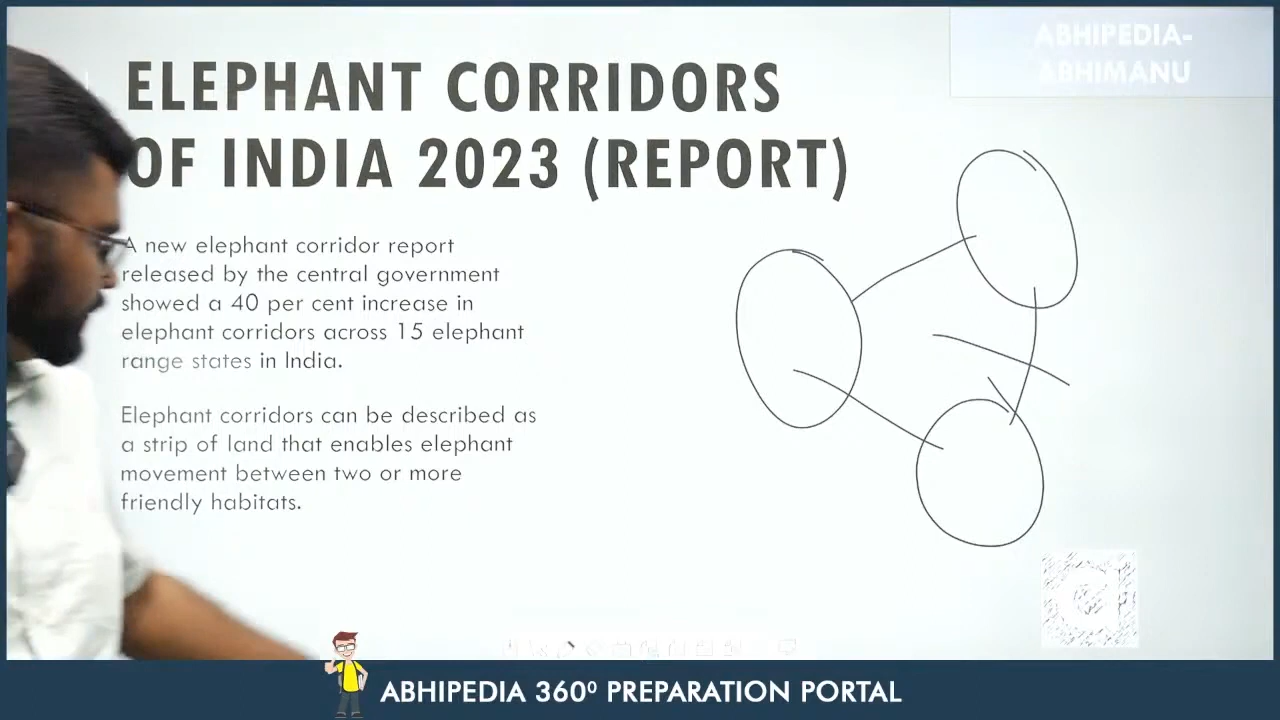 ABHIPEDIA-
ABHIMANU
ELEPHANT CORRIDORS
OF INDIA 2023 (REPORT)
A new elephant corridor report
released by the central government
showed a 40 per cent increase in
elephant corridors across 15 elephant
range states in India.
Elephant corridors can be described as
a strip of land that enables elephant
movement between two or more
friendly habitats.
ABHIPEDIA 360⁰ PREPARATION PORTAL